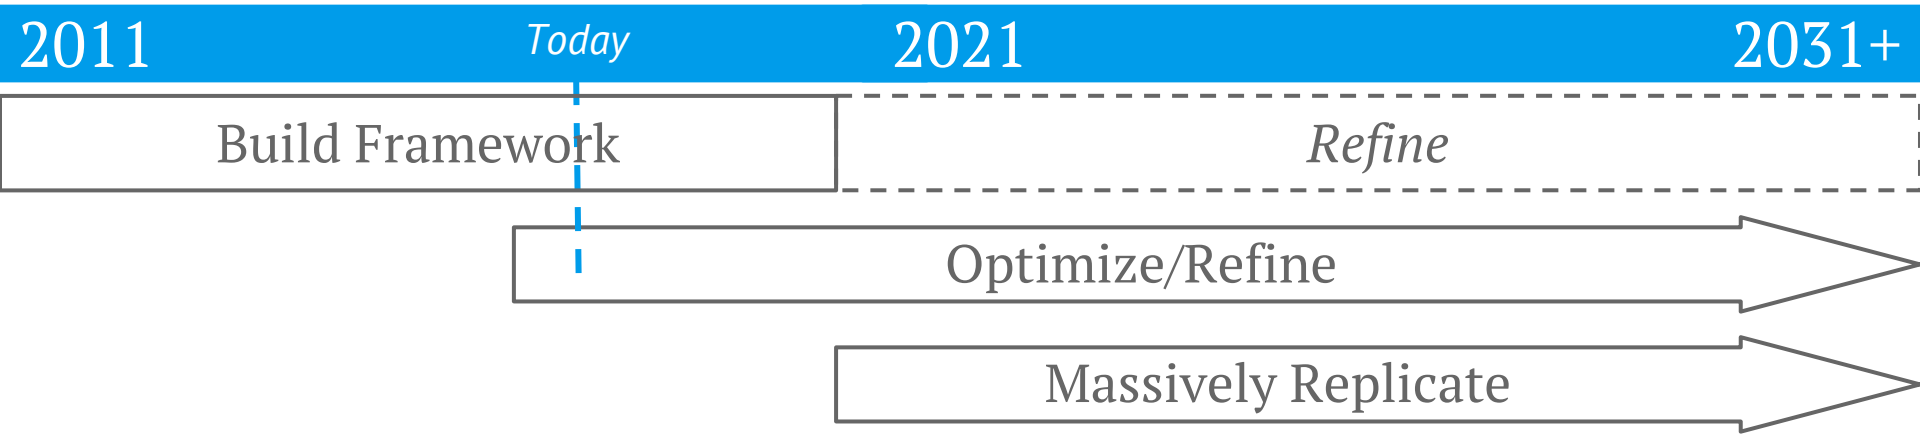 2011 Today 2021 2031+
Build Framework Refine
Optimize/Refine
Massively Replicate